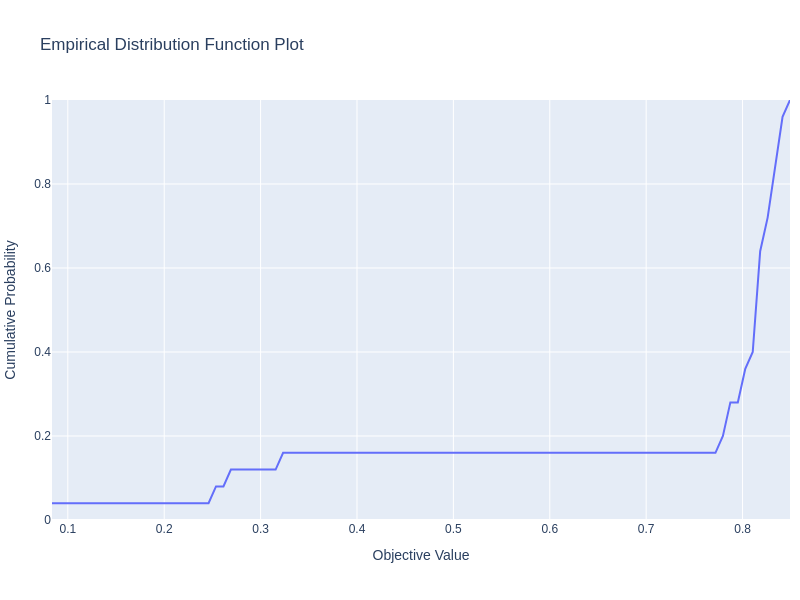 Empirical Distribution Function Plot
Cumulative Probability
1
0.8
0.6
0.4
0.2
0
0.1 0.2 0.3 0.4 0.5 0.6 0.7 0.8
Objective Value